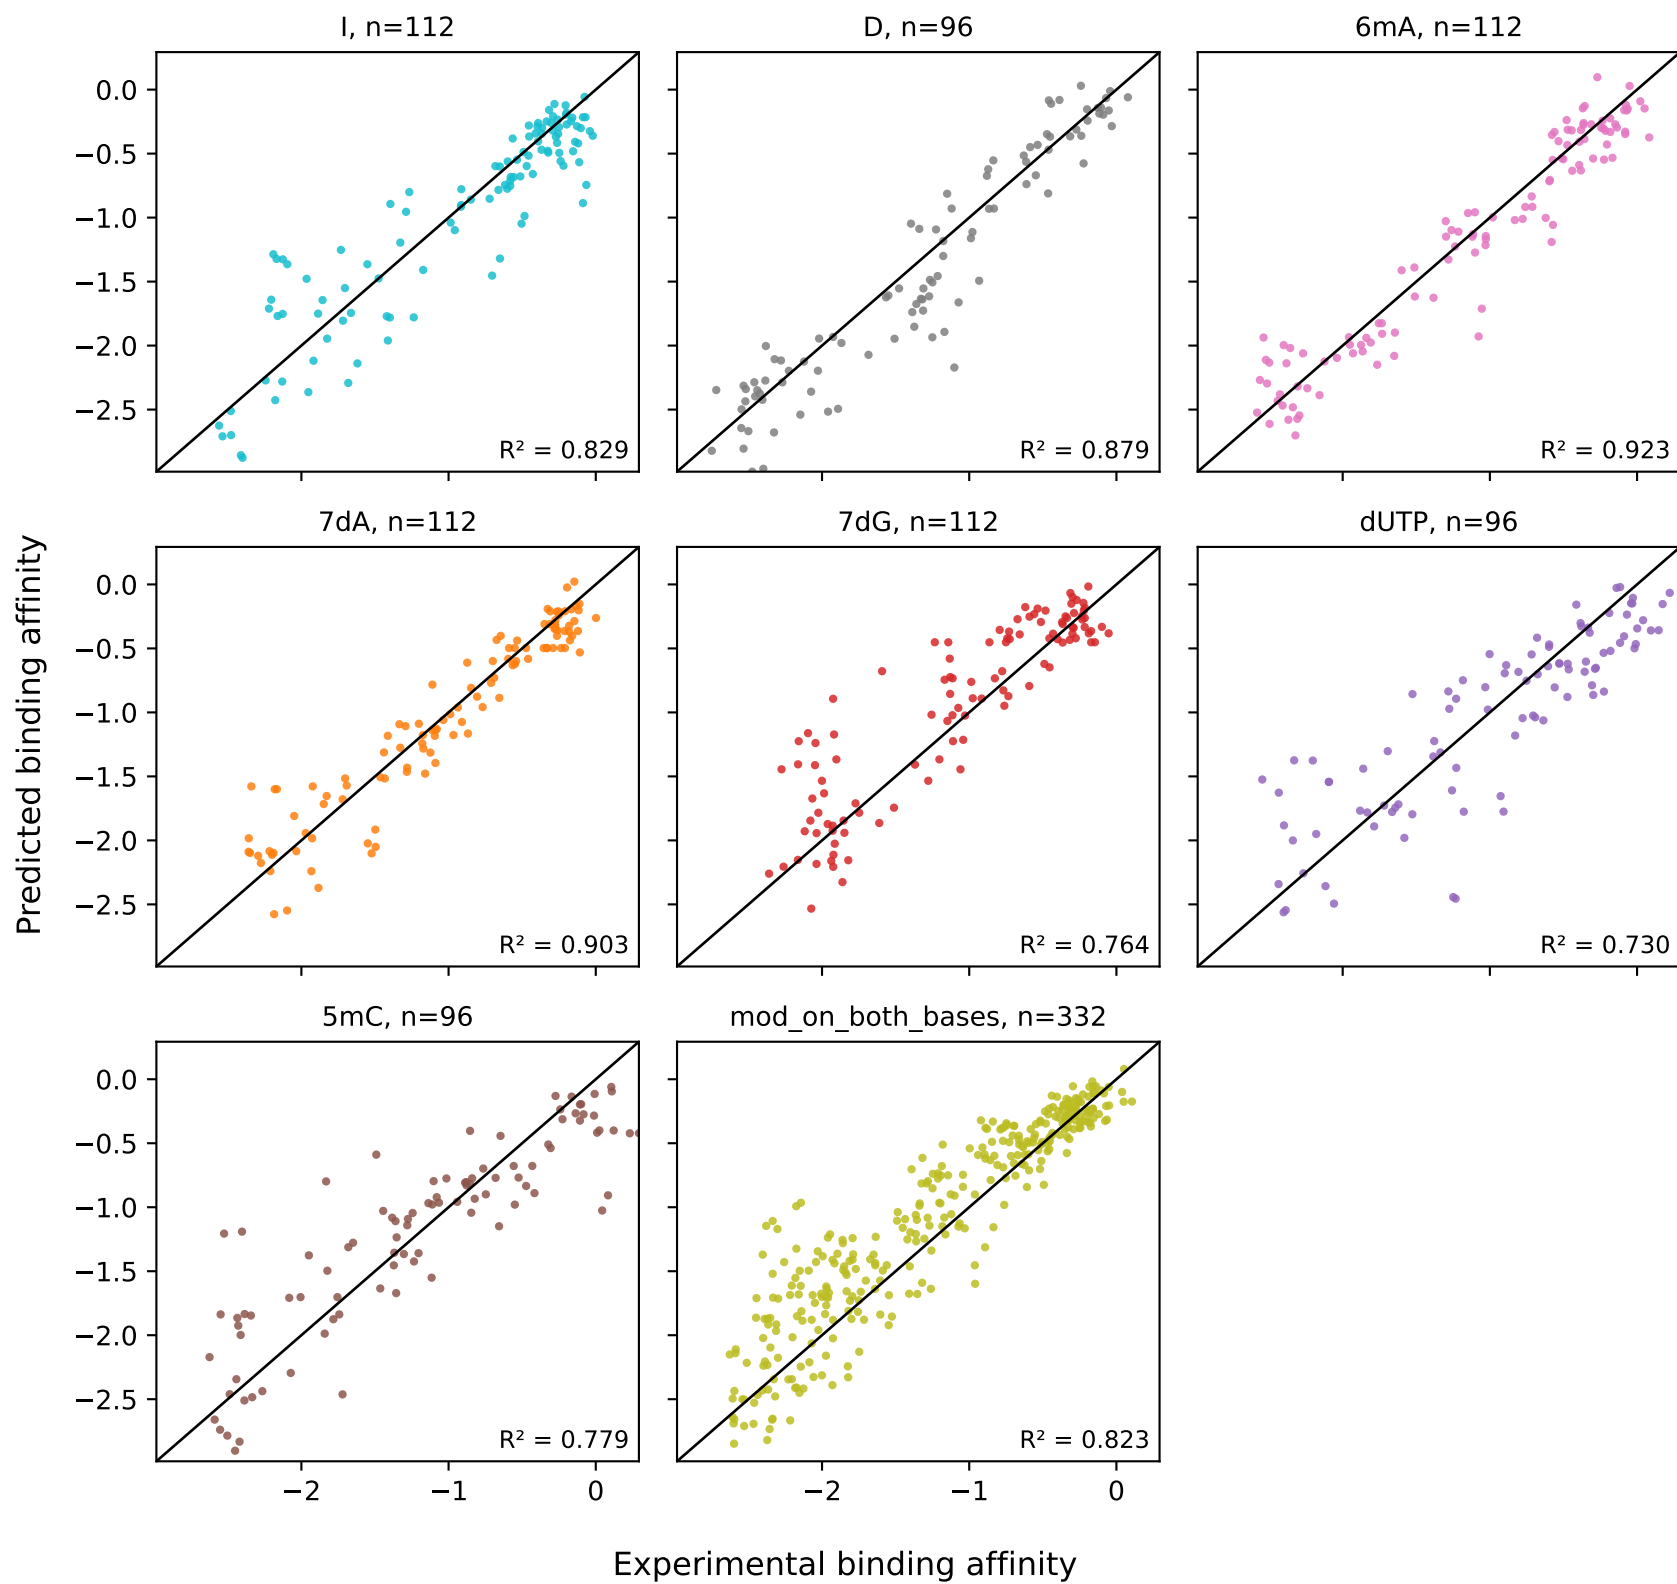 I, n=112
D, n=96
6mA, n=112
0.0
−0.5
−1.0
−1.5
−2.0
−2.5
R² = 0.829
R² = 0.879
R² = 0.923
7dA, n=112
7dG, n=112
dUTP, n=96
Predicted binding affinity
0.0
−0.5
−1.0
−1.5
−2.0
−2.5
R² = 0.903
R² = 0.764
R² = 0.730
5mC, n=96
mod_on_both_bases, n=332
0.0
−0.5
−1.0
−1.5
−2.0
−2.5
R² = 0.779
R² = 0.823
−2 −1 0
−2 −1 0
Experimental binding affinity